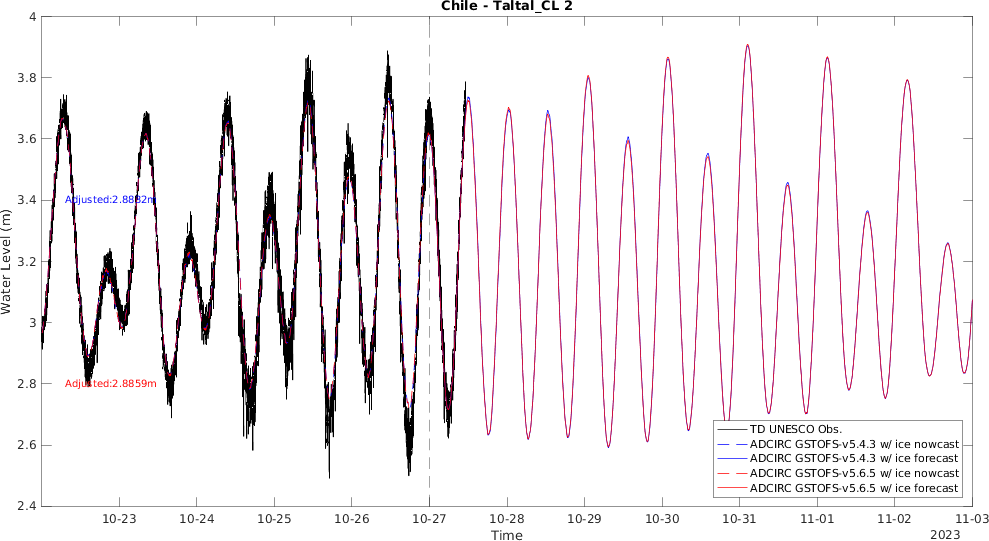 Chile - Taltal_CL 2
4
3.8
3.6
3.4
3.2
3
2.8
2.6
2.4
Water Level (m)
Adjusted:2.8882m
Adjusted:2.8859m
TD UNESCO Obs.
ADCIRC GSTOFS-v5.4.3 w/ ice nowcast
ADCIRC GSTOFS-v5.4.3 w/ ice forecast
ADCIRC GSTOFS-v5.6.5 w/ ice nowcast
ADCIRC GSTOFS-v5.6.5 w/ ice forecast
10-23 10-24 10-25 10-26 10-27 10-28 10-29 10-30 10-31 11-01 11-02 11-03
Time
2023